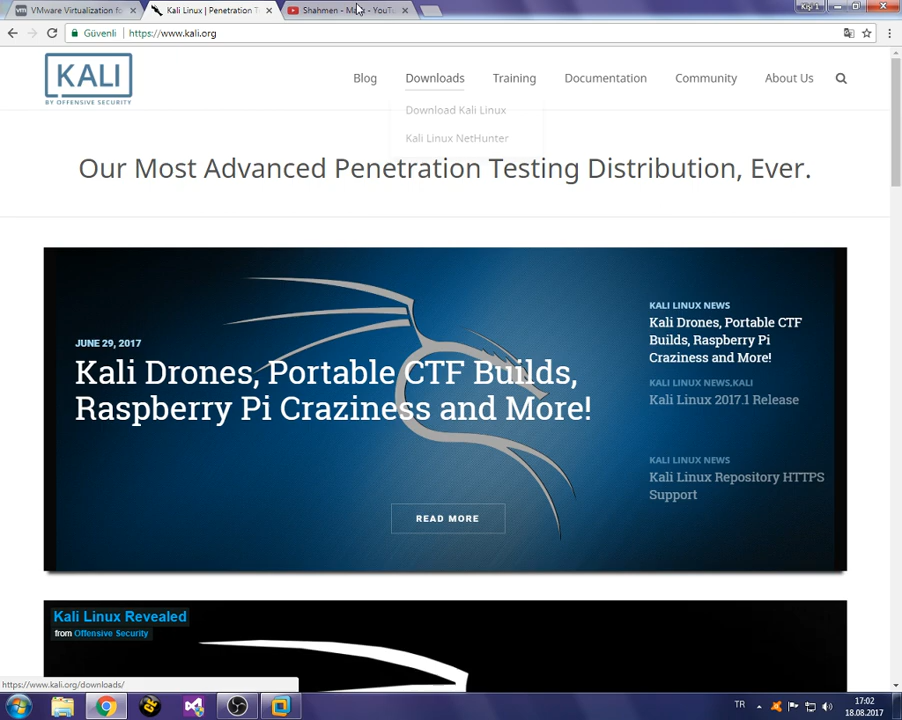 VMware Virtualization fo
Kali Linux | Penetration T
Shahmen - Ma
- YouTu
Kişi 1
Güvenli
https://www.kali.org
KALI
BY OFFENSIVE SECURITY
Blog
Downloads
Training
Documentation
Community
About Us
Download Kali Linux
Kali Linux NetHunter
Our Most Advanced Penetration Testing Distribution, Ever.
JUNE 29, 2017
Kali Drones, Portable CTF Builds,
Raspberry Pi Craziness and More!
READ MORE
KALI LINUX NEWS
Kali Drones, Portable CTF
Builds, Raspberry Pi
Craziness and More!
KALI LINUX NEWS,KALI
Kali Linux 2017.1 Release
KALI LINUX NEWS
Kali Linux Repository HTTPS
Support
Kali Linux Revealed
from Offensive Security
https://www.kali.org/downloads/
TR
17:02
18.08.2017